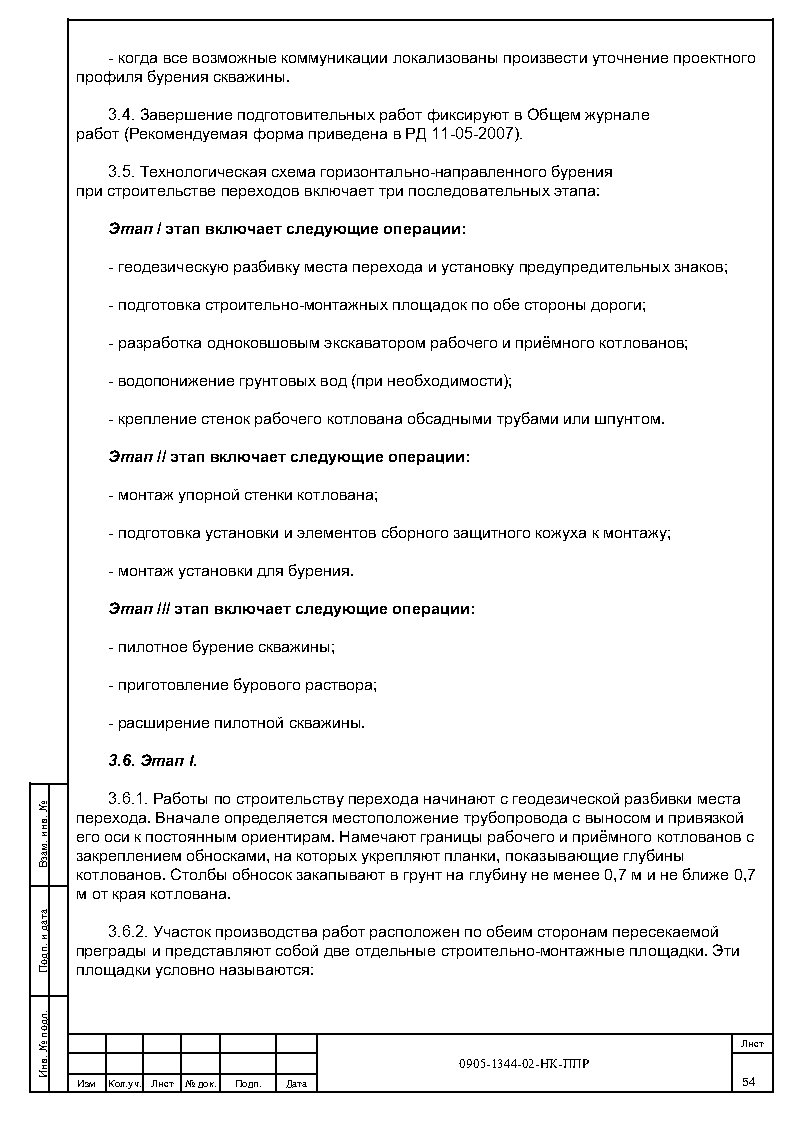 - когда все возможные коммуникации локализованы произвести уточнение проектного
профиля бурения скважины.
3.4. Завершение подготовительных работ фиксируют в Общем журнале
работ (Рекомендуемая форма приведена в РД 11-05-2007).
3.5. Технологическая схема горизонтально-направленного бурения
при строительстве переходов включает три последовательных этапа:
Этап I этап включает следующие операции:
- геодезическую разбивку места перехода и установку предупредительных знаков;
- подготовка строительно-монтажных площадок по обе стороны дороги;
- разработка одноковшовым экскаватором рабочего и приёмного котлованов;
- водопонижение грунтовых вод (при необходимости);
- крепление стенок рабочего котлована обсадными трубами или шпунтом.
Этап // этап включает следующие операции:
- монтаж упорной стенки котлована;
- подготовка установки и элементов сборного защитного кожуха к монтажу;
- монтаж установки для бурения.
Этап /// этап включает следующие операции:
- пилотное бурение скважины;
- приготовление бурового раствора;
- расширение пилотной скважины.
3.6. Этап I.
3.6.1. Работы по строительству перехода начинают с геодезической разбивки места
перехода. Вначале определяется местоположение трубопровода с выносом и привязкой
его оси к постоянным ориентирам. Намечают границы рабочего и приёмного котлованов с
закреплением обносками, на которых укрепляют планки, показывающие глубины
котлованов. Столбы обносок закапывают в грунт на глубину не менее 0,7 м и не ближе 0,7
м от края котлована.
3.6.2. Участок производства работ расположен по обеим сторонам пересекаемой
преграды и представляют собой две отдельные строительно-монтажные площадки. Эти
площадки условно называются:
Взам. инв. №
Подп. и дата
Инв. № подл.
Изм Кол.уч. Лист № док. Подп. Дата
0905-1344-02-НК-ППР
Лист
54